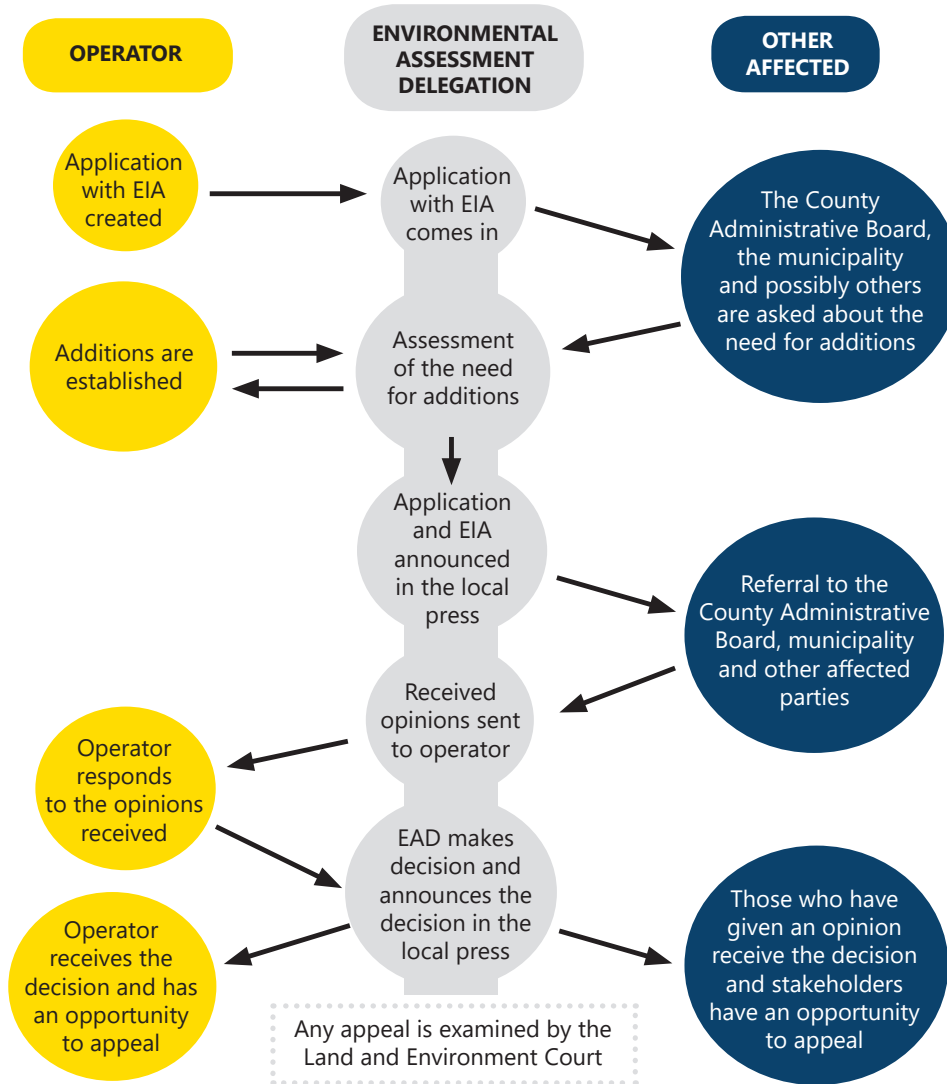 OPERATOR
ENVIRONMENTAL
ASSESSMENT
DELEGATION
OTHER
AFFECTED
Application
with EIA
created
Application
with EIA
comes in
The County
Administrative Board,
the municipality
and possibly others
are asked about the
need for additions
Additions are
established
Assessment
of the need
for additions
Application
and EIA
announced
in the local
press
Referral to the
County Administrative
Board, municipality
and other affected
parties
Received
opinions sent
to operator
Operator
responds
to the opinions
received
EAD makes
decision and
announces the
decision in the
local press
Operator
receives the
decision and has
an opportunity
to appeal
Those who have
given an opinion
receive the decision
and stakeholders
have an opportunity
to appeal
Any appeal is examined by the
Land and Environment Court